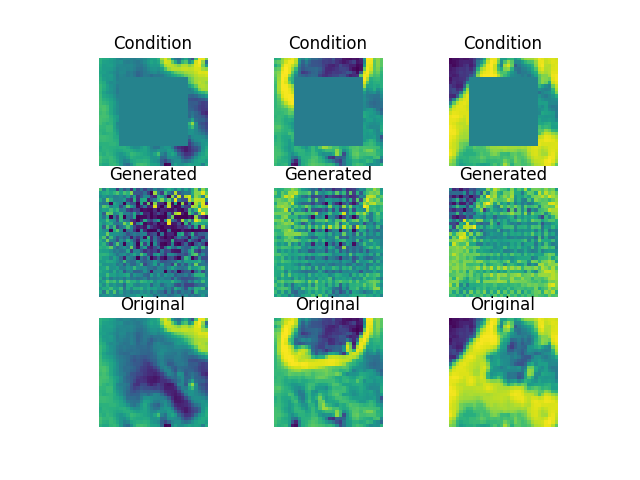 Condition Condition Condition
Generated Generated Generated
Original Original Original